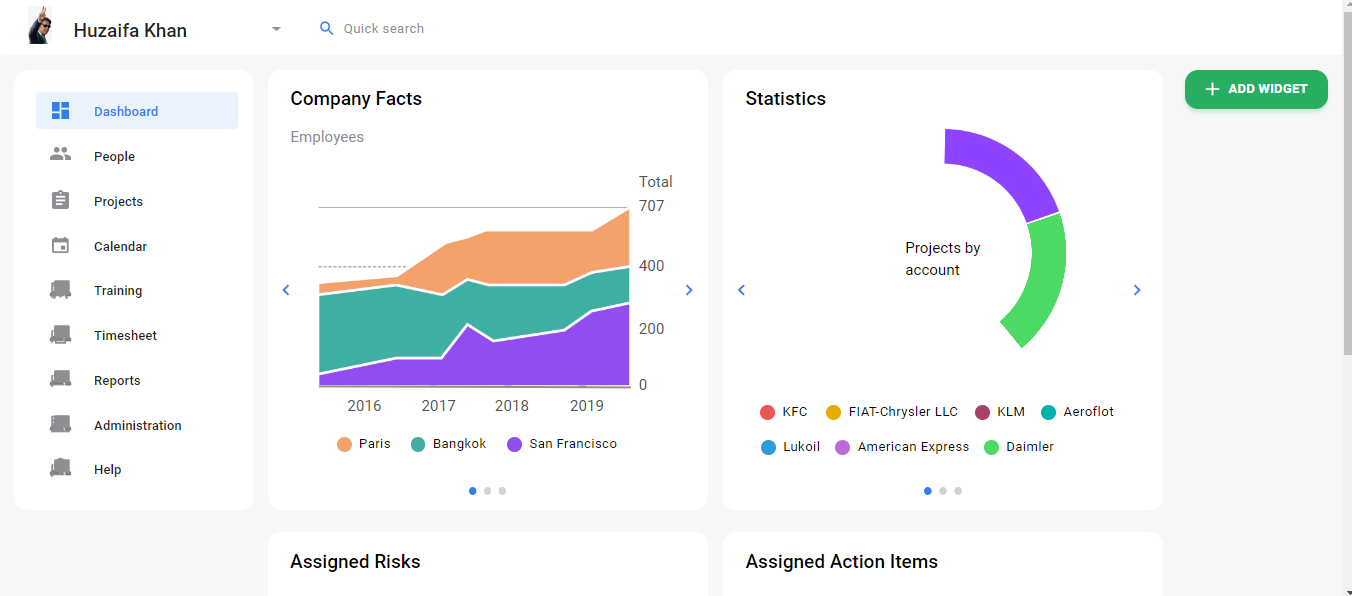 Huzaifa Khan
Quick search
Dashboard
People
Projects
Calendar
Training
Timesheet
Reports
Administration
Help
Company Facts
Employees
Total
707
400
200
0
2016 2017 2018 2019
Paris Bangkok San Francisco
Statistics
Projects by
account
KFC FIAT-Chrysler LLC KLM Aeroflot
Lukoil American Express Daimler
ADD WIDGET
Assigned Risks
Assigned Action Items